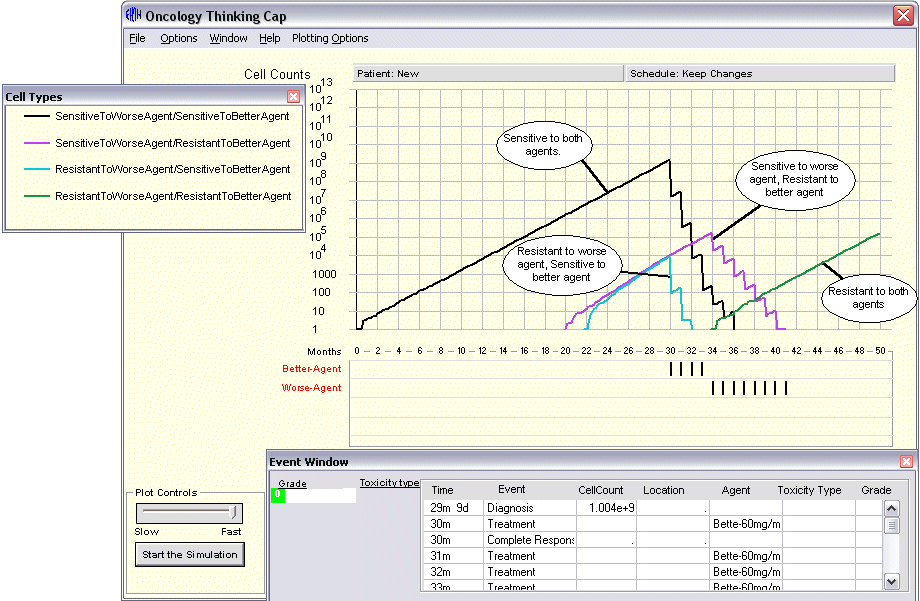 Oncology Thinking Cap
File Options Window Help Plotting Options
Cell Counts
Patient: New
Schedule: Keep Changes
Cell Types
SensitiveToWorseAgent/SensitiveToBetterAgent
SensitiveToWorseAgent/ResistantToBetterAgent
ResistantToWorseAgent/SensitiveToBetterAgent
ResistantToWorseAgent/ResistantToBetterAgent
10^13
10^12
10^11
10^10
10^9
10^8
10^7
10^6
10^5
10^4
1000
100
10
1
Sensitive to both
agents.
Sensitive to worse
agent, Resistant to
better agent
Resistant to worse
agent, Sensitive to
better agent
Resistant to both
agents
Months 0 - 2 - 4 - 6 - 8 - 10 - 12 - 14 - 16 - 18 - 20 - 22 - 24 - 26 - 28 - 30 - 32 - 34 - 36 - 38 - 40 - 42 - 44 - 46 - 48 - 50
Better-Agent
Worse-Agent
Plot Controls
Slow Fast
Start the Simulation
Event Window
Grade Toxicity type
0
Time Event CellCount Location Agent Toxicity Type Grade
29m 9d Diagnosis 1.004e+9 .
30m Treatment Bette-60mg/m
30m Complete Respons . .
31m Treatment Bette-60mg/m
32m Treatment Bette-60mg/m
33m Treatment Bette-60mg/m